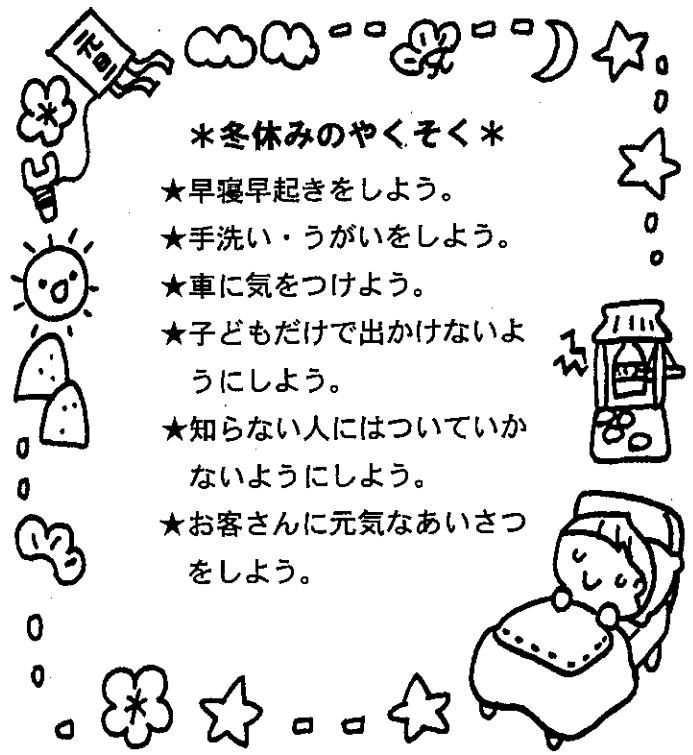 元旦
＊冬休みのやくそく＊
★早寝早起きをしよう。
★手洗い・うがいをしよう。
★車に気をつけよう。
★子どもだけで出かけないよ
うにしよう。
★知らない人にはついていか
ないようにしよう。
★お客さんに元気なあいさつ
をしよう。